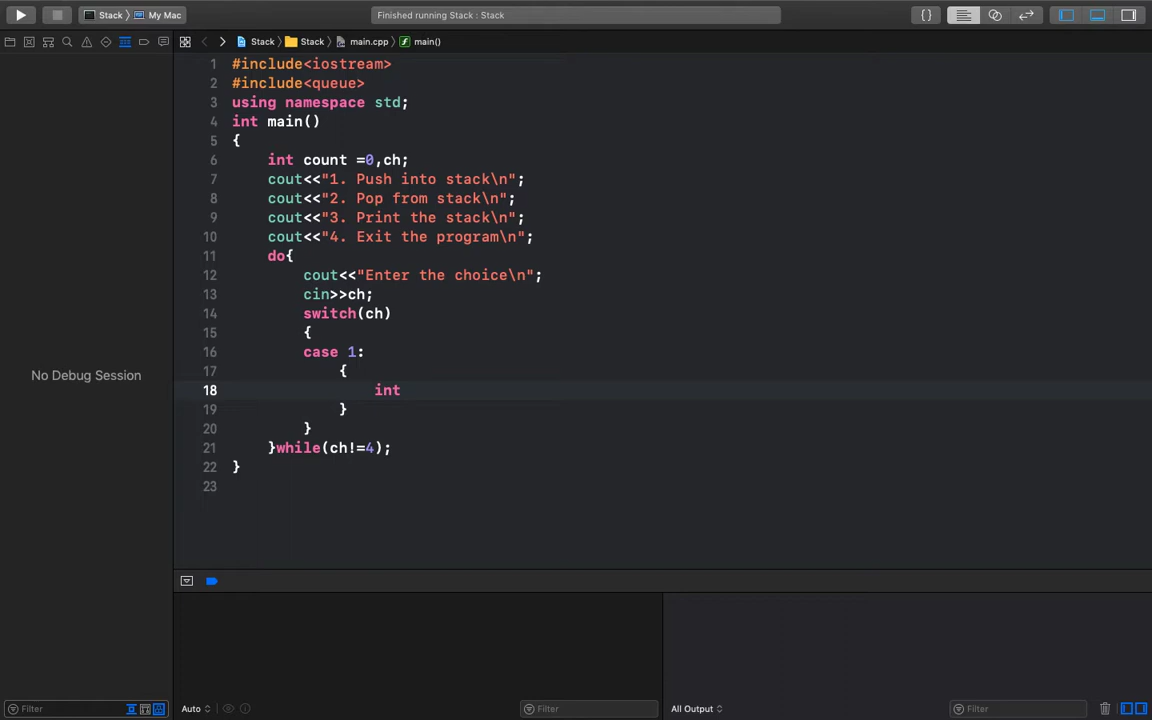 Stack My Mac Finished running Stack : Stack
Stack Stack main.cpp main()
1 #include<iostream>
2 #include<queue>
3 using namespace std;
4 int main()
5 {
6 int count =0,ch;
7 cout<<"1. Push into stack\n";
8 cout<<"2. Pop from stack\n";
9 cout<<"3. Print the stack\n";
10 cout<<"4. Exit the program\n";
11 do{
12 cout<<"Enter the choice\n";
13 cin>>ch;
14 switch(ch)
15 {
16 case 1:
17 {
No Debug Session
18 int
19 }
20 }
21 }while(ch!=4);
22 }
23
Filter Auto Filter All Output Filter